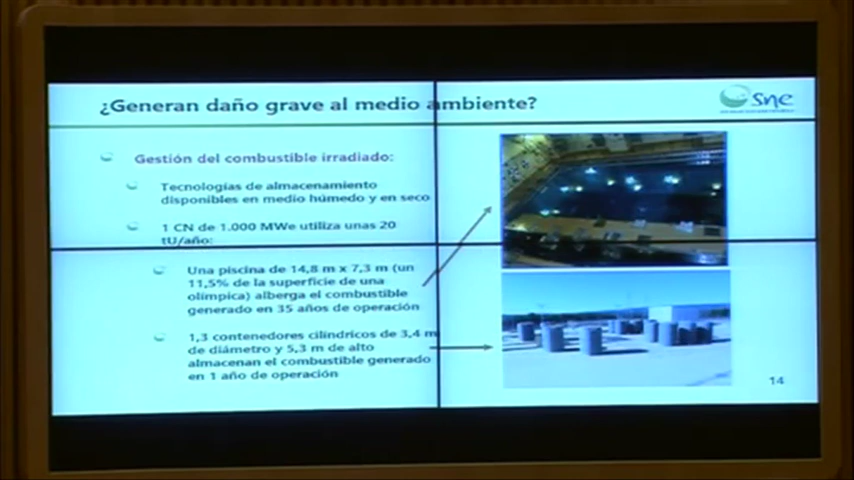 ¿Generan daño grave al medio ambiente?
sne
Gestión del combustible irradiado:
Tecnologías de almacenamiento
disponibles en medio húmedo y en seco
1 CN de 1.000 MWe utiliza unas 20
tU/año:
Una piscina de 14,8 m x 7,3 m (un
11,5% de la superficie de una
olímpica) alberga el combustible
generado en 35 años de operación
1,3 contenedores cilíndricos de 3,4 m
de diámetro y 5,3 m de alto
almacenan el combustible generado
en 1 año de operación
14